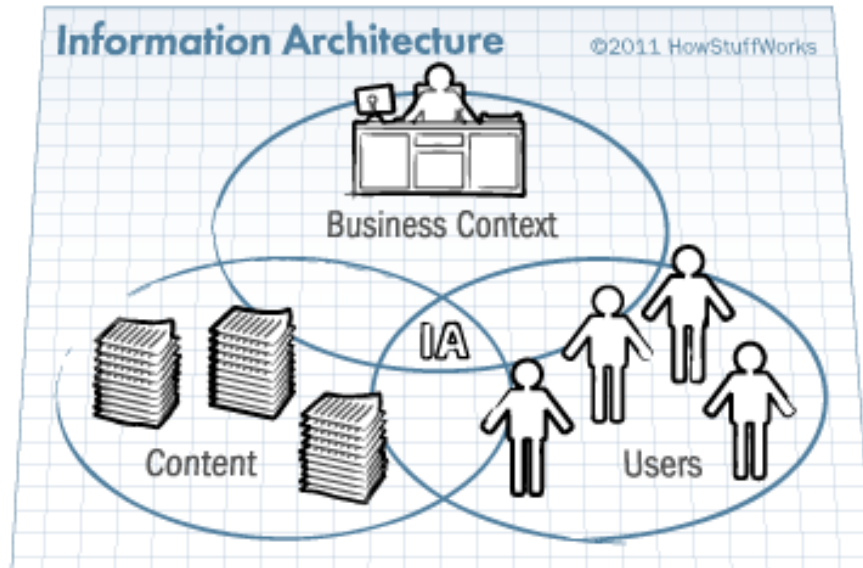 Information Architecture
©2011 HowStuffWorks
Business Context
IA
Content
Users